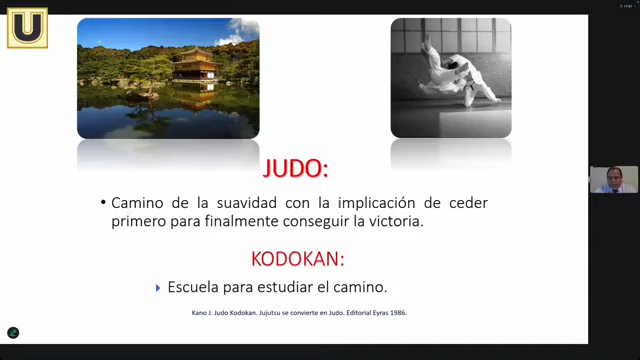 U
JUDO:
• Camino de la suavidad con la implicación de ceder
primero para finalmente conseguir la victoria.
KODOKAN:
Escuela para estudiar el camino.
Kano J. Judo Kodokan. Jujutsu se convierte en Judo. Editorial Eyras 1986.